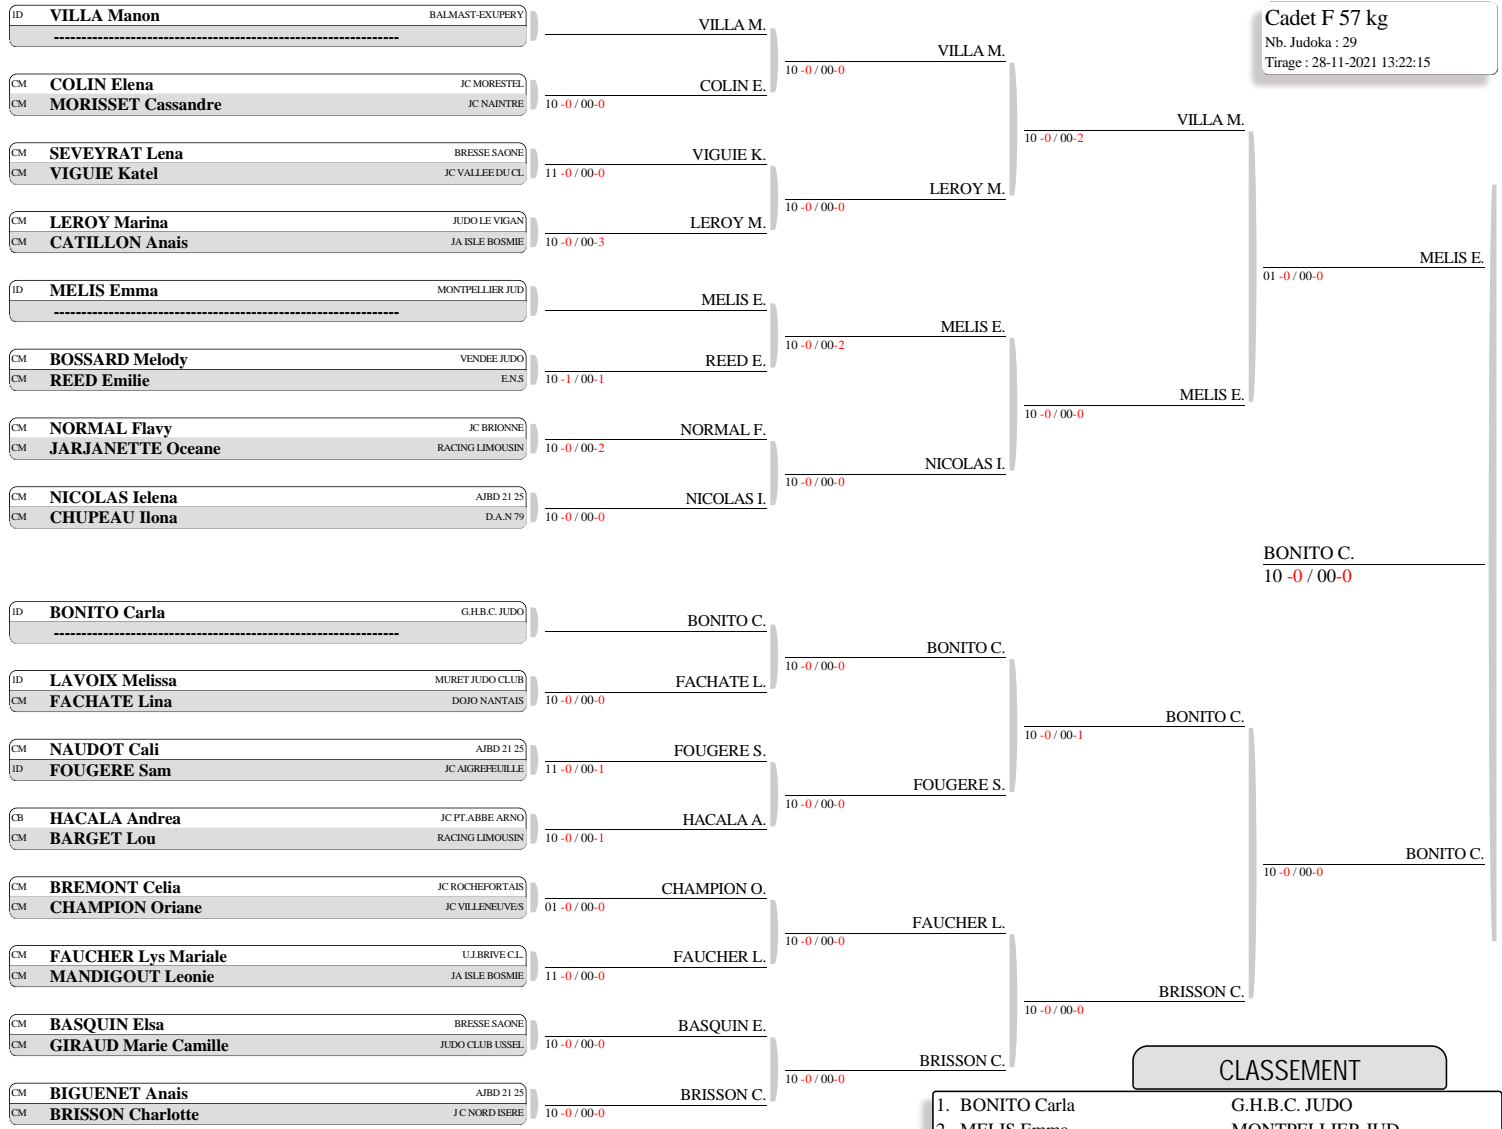 Cadet F 57 kg
Nb. Judoka : 29
Tirage : 28-11-2021 13:22:15
1D VILLA Manon BALMAST-EXUPERY
------------------------------------------------------------
CM COLIN Elena JC MORESTEL
CM MORISSET Cassandre JC NAINTRE
CM SEVEYRAT Lena BRESSE SAONE
CM VIGUIE Katel JC VALLEE DU CL
CM LEROY Marina JUDO LE VIGAN
CM CATILLON Anais JA ISLE BOSMIE
1D MELIS Emma MONTPELLIER JUD
------------------------------------------------------------
CM BOSSARD Melody VENDEE JUDO
CM REED Emilie E.N.S
CM NORMAL Flavy JC BRIONNE
CM JARJANETTE Oceane RACING LIMOUSIN
CM NICOLAS Ielena AJBD 21 25
CM CHUPEAU Ilona D.A.N 79
1D BONITO Carla G.H.B.C. JUDO
------------------------------------------------------------
1D LAVOIX Melissa MURET JUDO CLUB
CM FACHATE Lina DOJO NANTAIS
CM NAUDOT Cali AJBD 21 25
1D FOUGERE Sam JC AIGREFEUILLE
CB HACALA Andrea JC PT.ABBE ARNO
CM BARGET Lou RACING LIMOUSIN
CM BREMONT Celia JC ROCHEFORTAIS
CM CHAMPION Oriane JC VILLENEUVE/S
CM FAUCHER Lys Mariale U.J.BRIVE C.L.
CM MANDIGOUT Leonie JA ISLE BOSMIE
CM BASQUIN Elsa BRESSE SAONE
CM GIRAUD Marie Camille JUDO CLUB USSEL
CM BIGUENET Anais AJBD 21 25
CM BRISSON Charlotte J C NORD ISERE
VILLA M.
COLIN E.
10 -0 / 00-0
VIGUIE K.
11 -0 / 00-0
LEROY M.
10 -0 / 00-3
MELIS E.
REED E.
10 -1 / 00-1
NORMAL F.
10 -0 / 00-2
NICOLAS I.
10 -0 / 00-0
BONITO C.
FACHATE L.
10 -0 / 00-0
FOUGERE S.
11 -0 / 00-1
HACALA A.
10 -0 / 00-1
CHAMPION O.
01 -0 / 00-0
FAUCHER L.
11 -0 / 00-0
BASQUIN E.
10 -0 / 00-0
BRISSON C.
10 -0 / 00-0
VILLA M.
10 -0 / 00-0
LEROY M.
10 -0 / 00-0
MELIS E.
10 -0 / 00-2
NICOLAS I.
10 -0 / 00-0
BONITO C.
10 -0 / 00-0
FOUGERE S.
10 -0 / 00-0
FAUCHER L.
10 -0 / 00-0
BRISSON C.
10 -0 / 00-0
VILLA M.
10 -0 / 00-2
MELIS E.
10 -0 / 00-0
BONITO C.
10 -0 / 00-1
BRISSON C.
10 -0 / 00-0
MELIS E.
01 -0 / 00-0
BONITO C.
10 -0 / 00-0
BONITO C.
10 -0 / 00-0
CLASSEMENT
1. BONITO Carla G.H.B.C. JUDO
2. MELIS Emma MONTPELLIER JUD